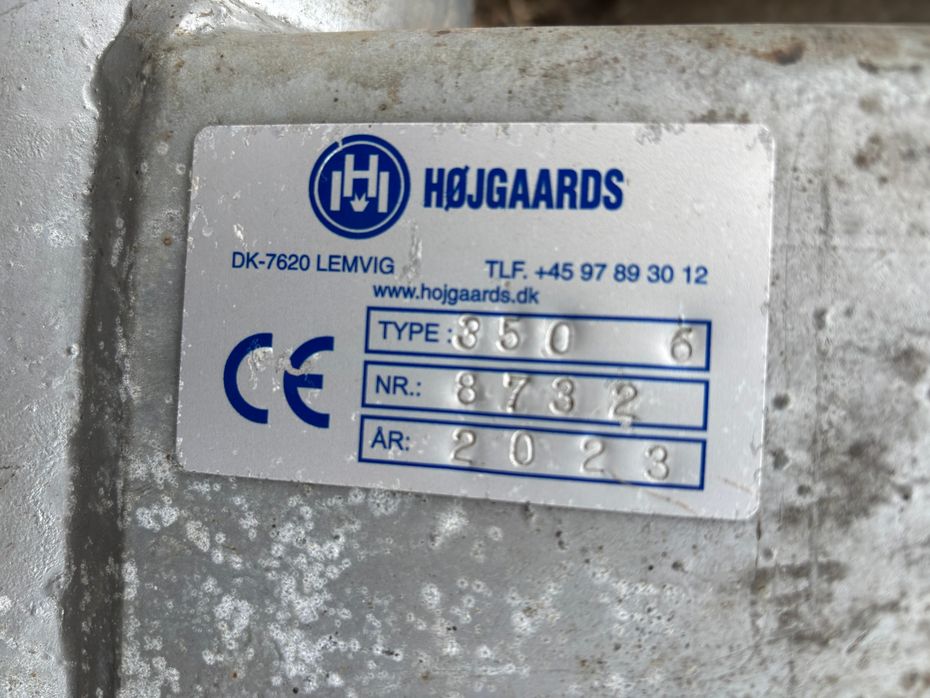 HØJGAARDS
DK-7620 LEMVIG TLF. +45 97 89 30 12
www.hojgaards.dk
TYPE : 350 6
NR.: 8732
ÅR: 2023
CE